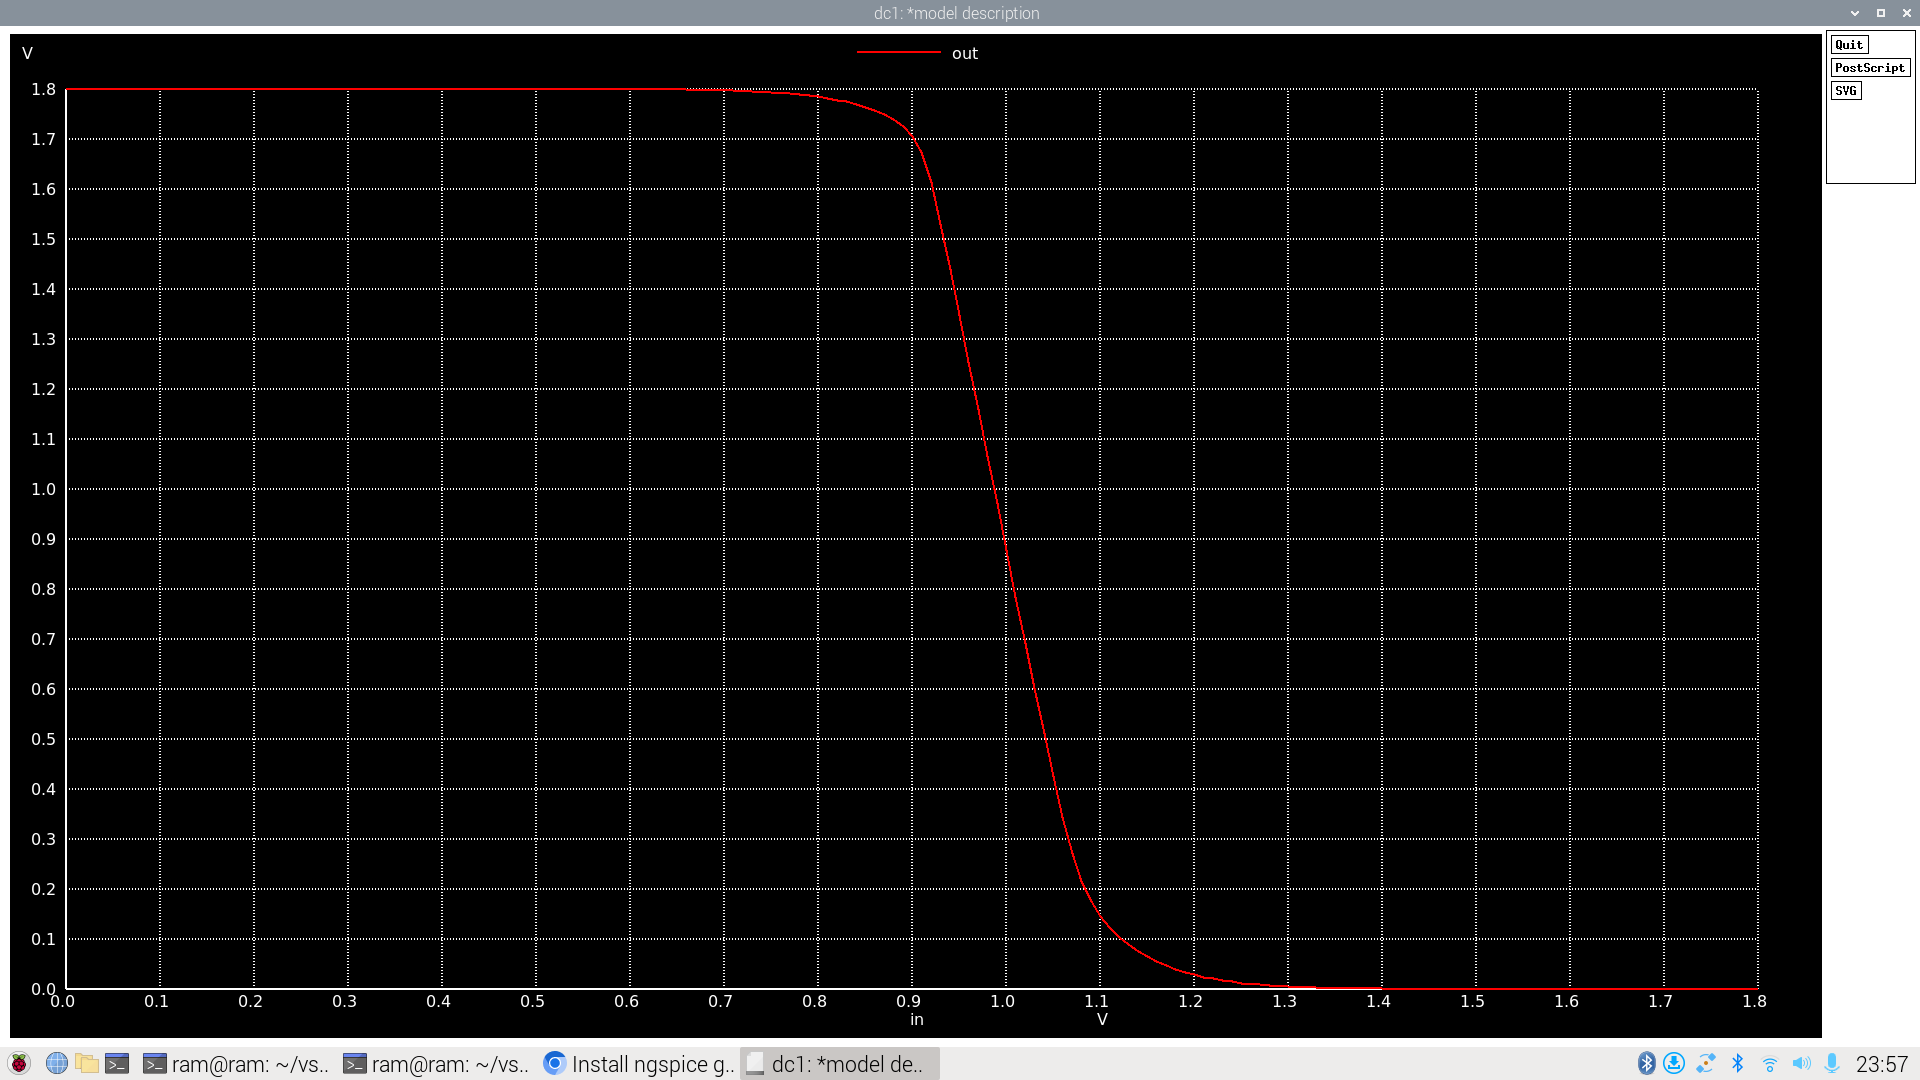 dc1: *model description
V
out
Quit
PostScript
SVG
1.8
1.7
1.6
1.5
1.4
1.3
1.2
1.1
1.0
0.9
0.8
0.7
0.6
0.5
0.4
0.3
0.2
0.1
0.0
0.0 0.1 0.2 0.3 0.4 0.5 0.6 0.7 0.8 0.9 1.0 1.1 1.2 1.3 1.4 1.5 1.6 1.7 1.8
in V
ram@ram: ~/vs.. ram@ram: ~/vs.. Install ngspice g.. dc1: *model de.. 23:57